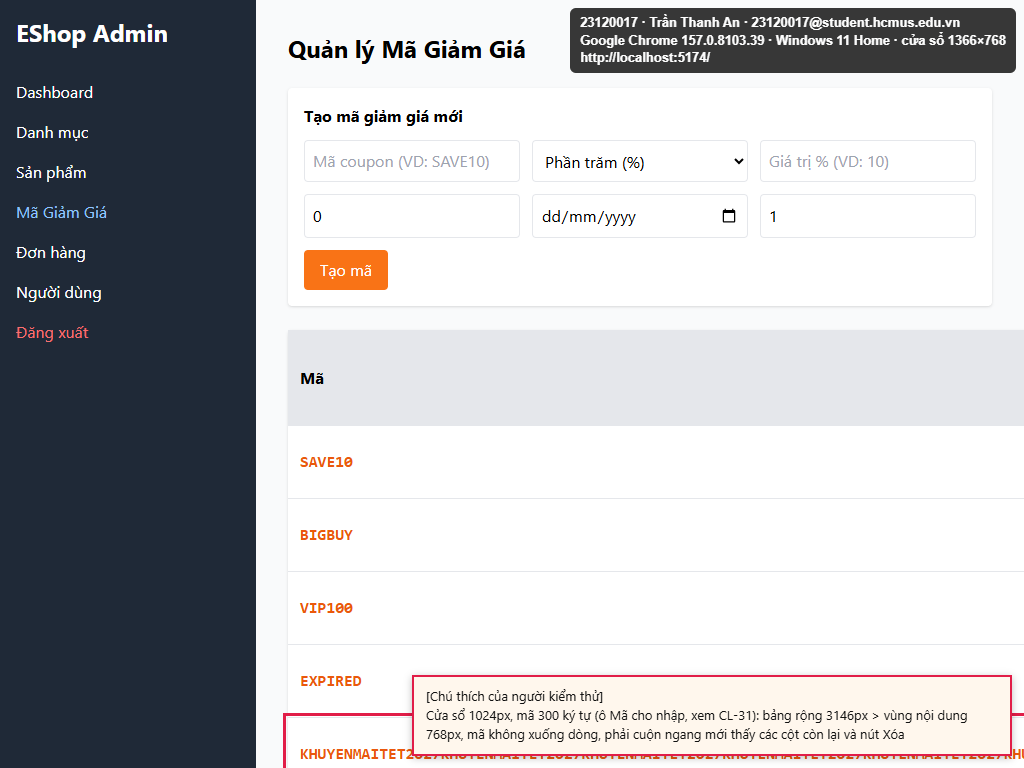 EShop Admin
Dashboard
Danh mục
Sản phẩm
Mã Giảm Giá
Đơn hàng
Người dùng
Đăng xuất
23120017 · Trần Thanh An · 23120017@student.hcmus.edu.vn
Google Chrome 157.0.8103.39 · Windows 11 Home · cửa sổ 1366×768
http://localhost:5174/
Quản lý Mã Giảm Giá
Tạo mã giảm giá mới
Mã coupon (VD: SAVE10)
Phần trăm (%)
Giá trị % (VD: 10)
0
dd/mm/yyyy
1
Tạo mã
Mã
SAVE10
BIGBUY
VIP100
EXPIRED
[Chú thích của người kiểm thử]
Cửa sổ 1024px, mã 300 ký tự (ô Mã cho nhập, xem CL-31): bảng rộng 3146px > vùng nội dung
768px, mã không xuống dòng, phải cuộn ngang mới thấy các cột còn lại và nút Xóa